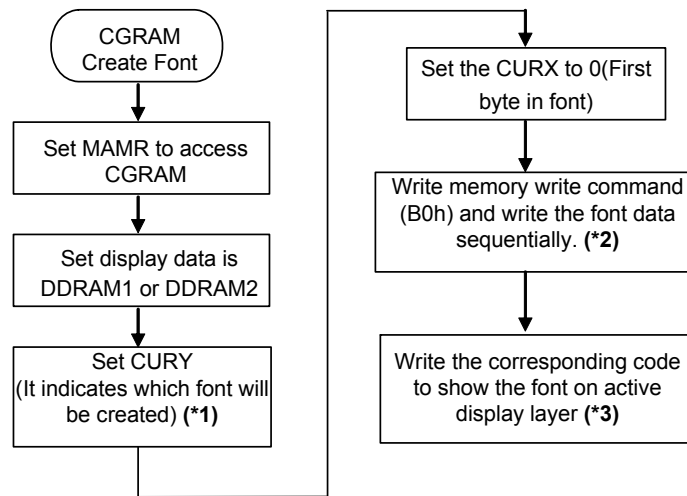 CGRAM
Create Font
Set MAMR to access
CGRAM
Set display data is
DDRAM1 or DDRAM2
Set CURY
(It indicates which font will
be created) (*1)
Set the CURX to 0(First
byte in font)
Write memory write command
(B0h) and write the font data
sequentially. (*2)
Write the corresponding code
to show the font on active
display layer (*3)